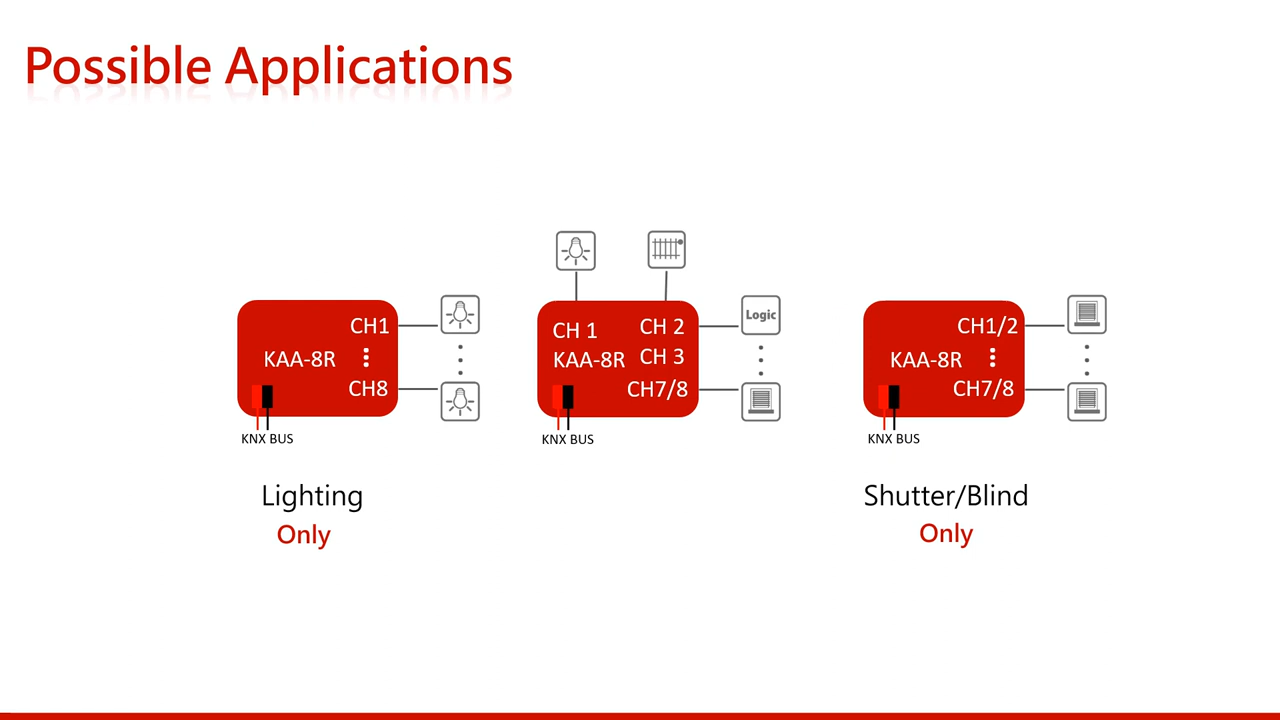 Possible Applications
CH1
KAA-8R
CH8
KNX BUS
Lighting
Only
CH 1
CH 2
Logic
KAA-8R
CH 3
CH7/8
KNX BUS
CH1/2
KAA-8R
CH7/8
KNX BUS
Shutter/Blind
Only